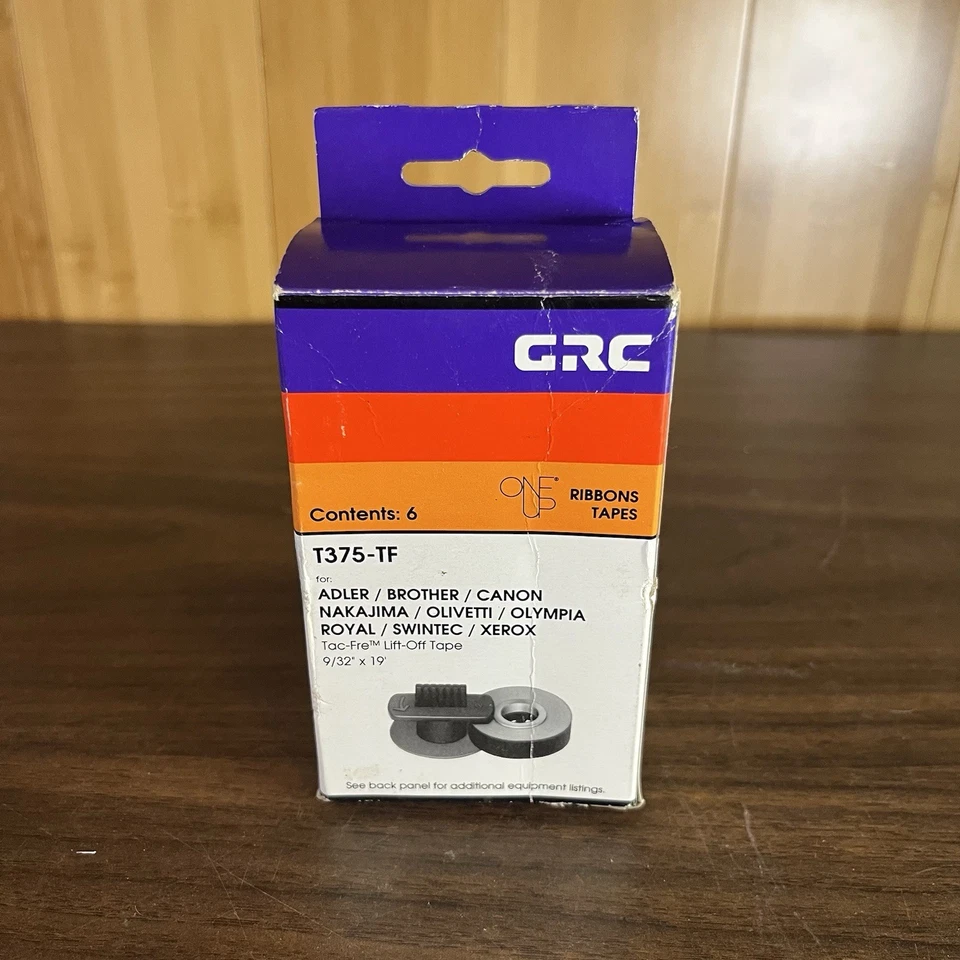 GRC
ONE UP®
RIBBONS
TAPES
Contents: 6
T375-TF
for:
ADLER / BROTHER / CANON
NAKAJIMA / OLIVETTI / OLYMPIA
ROYAL / SWINTEC / XEROX
Tac-Fre™ Lift-Off Tape
9/32" x 19'
See back panel for additional equipment listings.